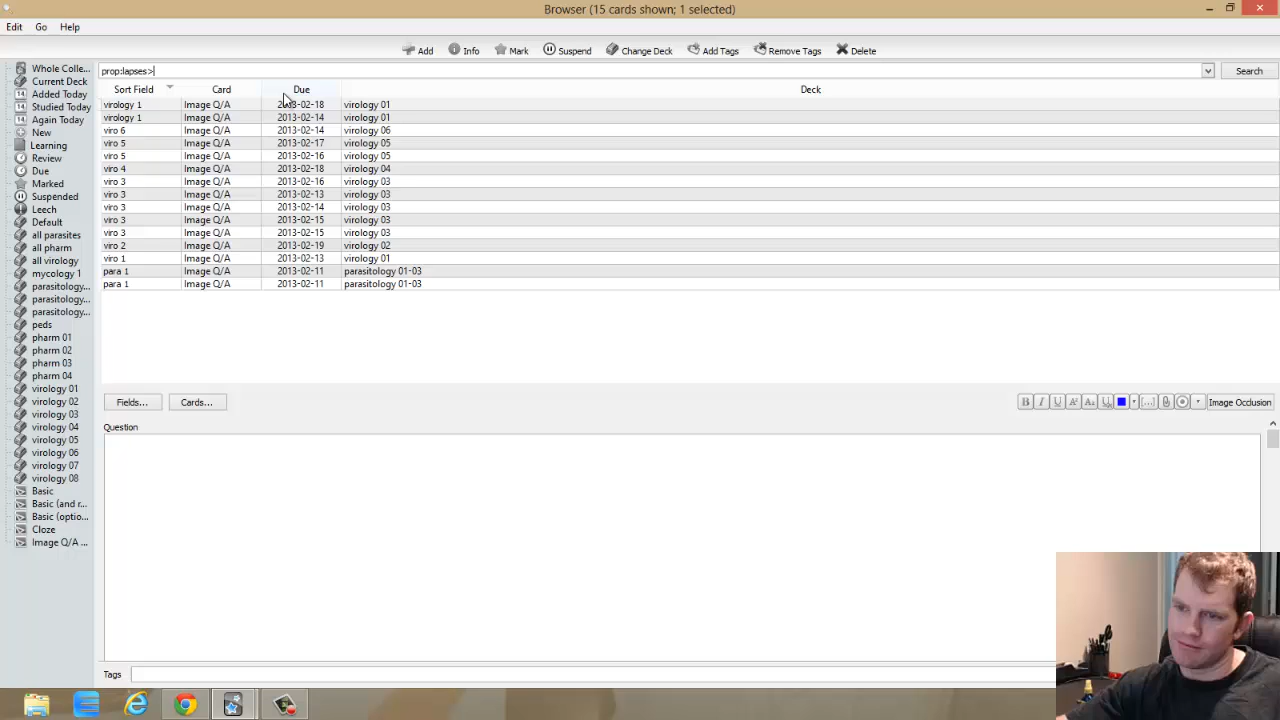 Browser (15 cards shown; 1 selected)
Edit Go Help
Add Info Mark Suspend Change Deck Add Tags Remove Tags Delete
Whole Colle...
Current Deck
Added Today
Studied Today
Again Today
New
Learning
Review
Due
Marked
Suspended
Leech
Default
all parasites
all pharm
all virology
mycology 1
parasitology...
parasitology...
parasitology...
peds
pharm 01
pharm 02
pharm 03
pharm 04
virology 01
virology 02
virology 03
virology 04
virology 05
virology 06
virology 07
virology 08
Basic
Basic (and r...
Basic (optio...
Cloze
Image Q/A ...
prop:lapses> Search
Sort Field Card Due Deck
virology 1 Image Q/A 2013-02-18 virology 01
virology 1 Image Q/A 2013-02-14 virology 01
viro 6 Image Q/A 2013-02-14 virology 06
viro 5 Image Q/A 2013-02-17 virology 05
viro 5 Image Q/A 2013-02-16 virology 05
viro 4 Image Q/A 2013-02-18 virology 04
viro 3 Image Q/A 2013-02-16 virology 03
viro 3 Image Q/A 2013-02-13 virology 03
viro 3 Image Q/A 2013-02-14 virology 03
viro 3 Image Q/A 2013-02-15 virology 03
viro 3 Image Q/A 2013-02-15 virology 03
viro 2 Image Q/A 2013-02-19 virology 02
viro 1 Image Q/A 2013-02-13 virology 01
para 1 Image Q/A 2013-02-11 parasitology 01-03
para 1 Image Q/A 2013-02-11 parasitology 01-03
Fields... Cards... B I U A² A₂ U [...] Image Occlusion
Question
Tags